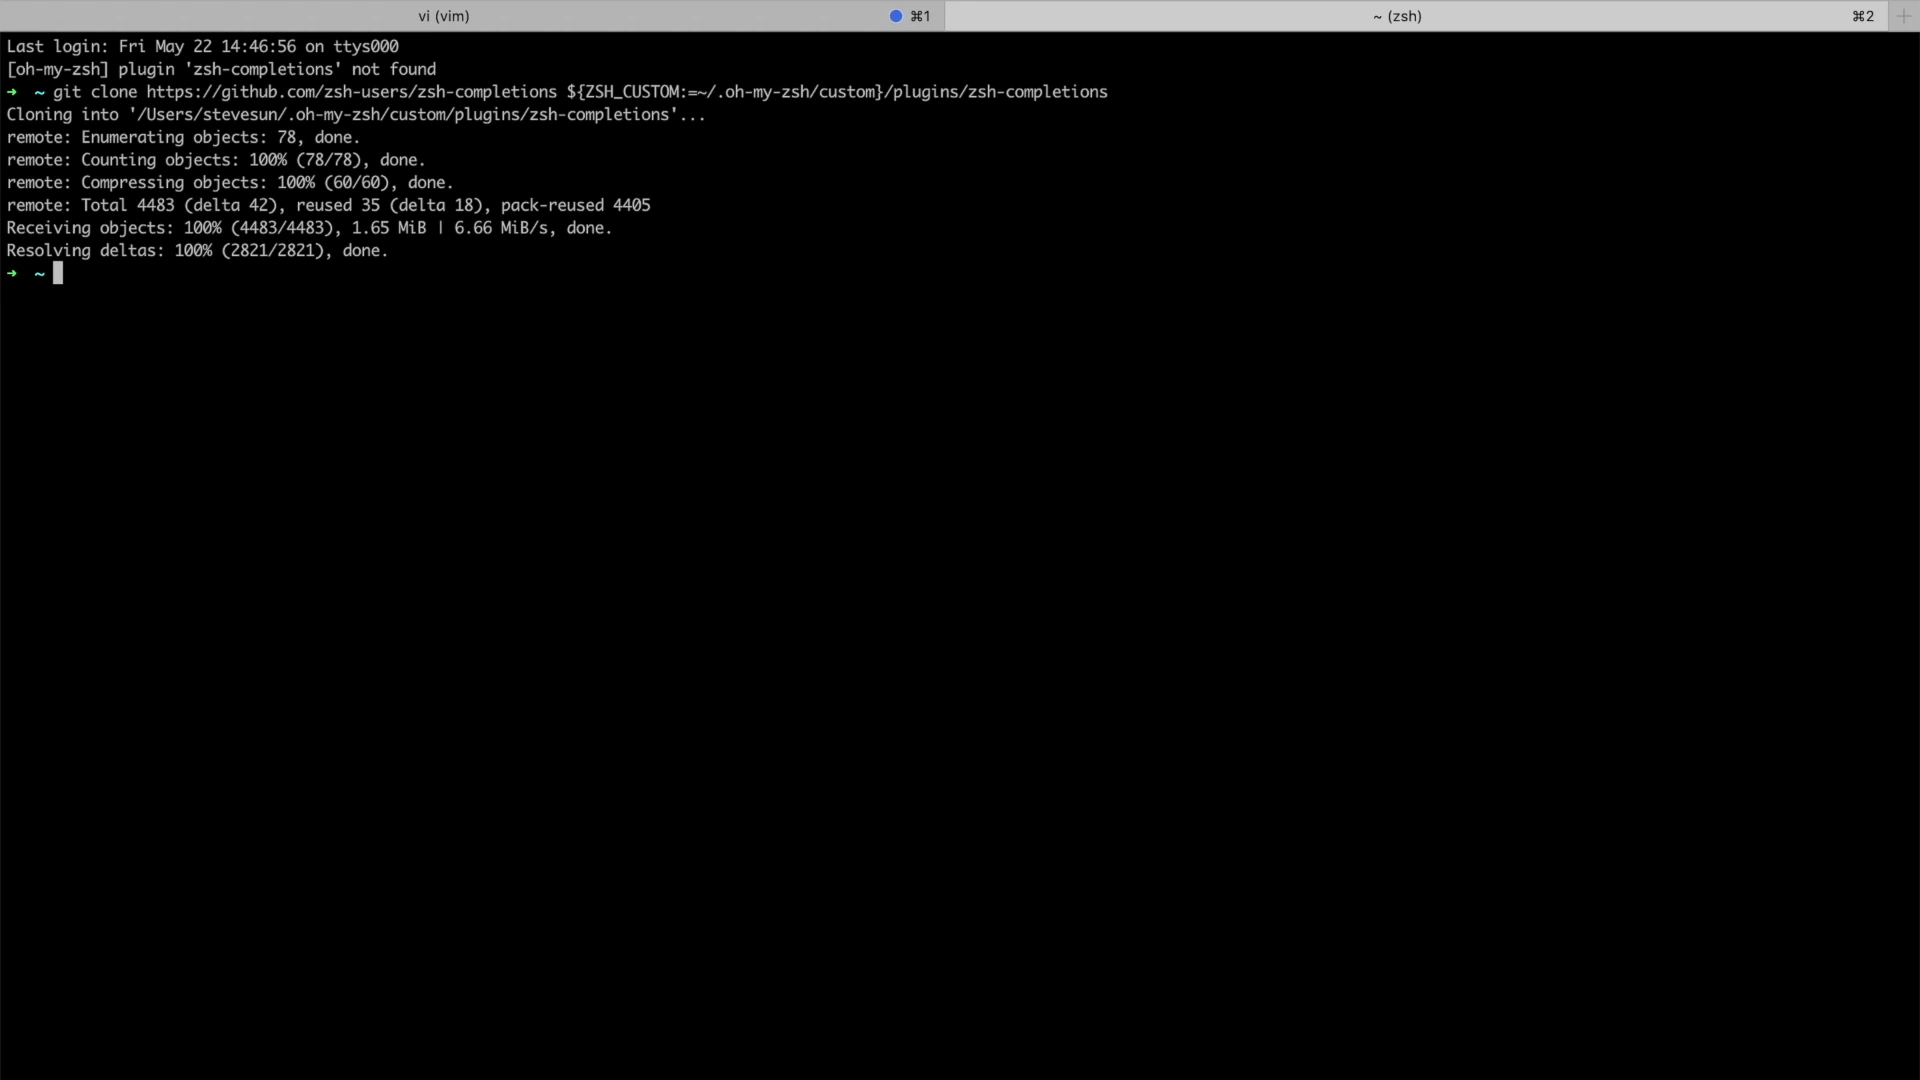 vi (vim) ⌘1 ~ (zsh) ⌘2
Last login: Fri May 22 14:46:56 on ttys000
[oh-my-zsh] plugin 'zsh-completions' not found
➜  ~ git clone https://github.com/zsh-users/zsh-completions ${ZSH_CUSTOM:=~/.oh-my-zsh/custom}/plugins/zsh-completions
Cloning into '/Users/stevesun/.oh-my-zsh/custom/plugins/zsh-completions'...
remote: Enumerating objects: 78, done.
remote: Counting objects: 100% (78/78), done.
remote: Compressing objects: 100% (60/60), done.
remote: Total 4483 (delta 42), reused 35 (delta 18), pack-reused 4405
Receiving objects: 100% (4483/4483), 1.65 MiB | 6.66 MiB/s, done.
Resolving deltas: 100% (2821/2821), done.
➜  ~